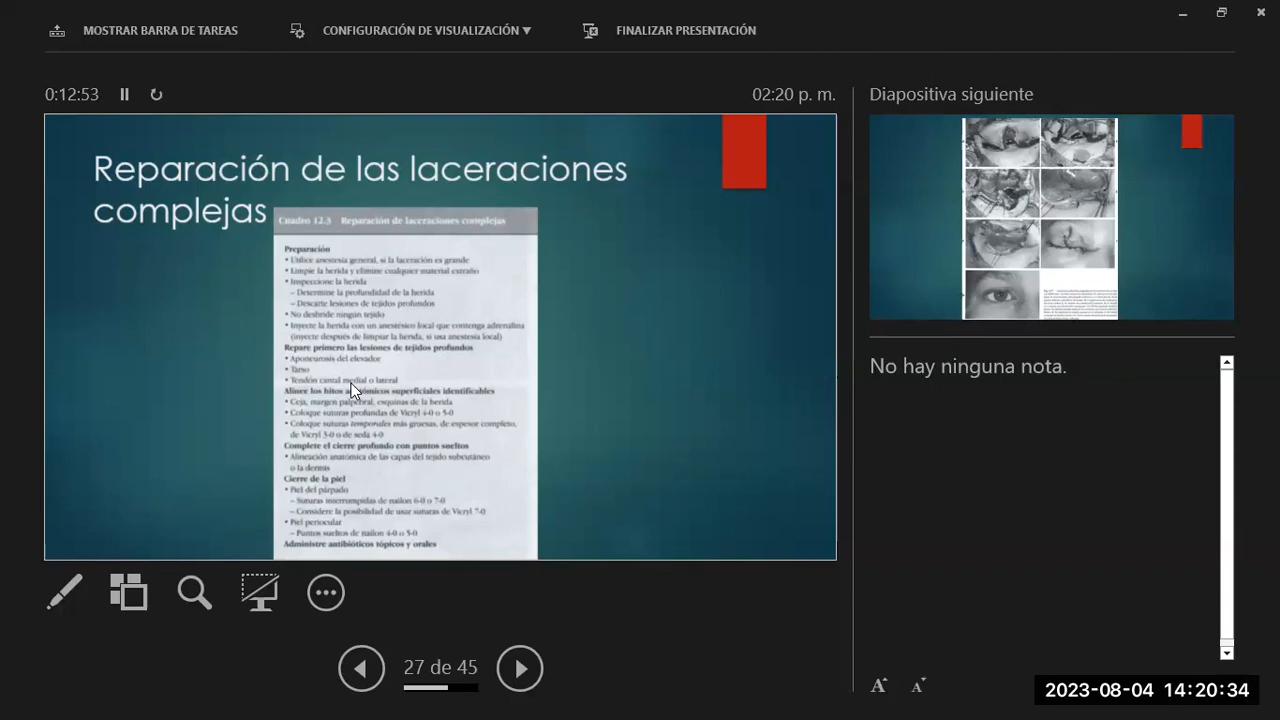 MOSTRAR BARRA DE TAREAS
CONFIGURACIÓN DE VISUALIZACIÓN ▼
FINALIZAR PRESENTACIÓN
0:12:53
02:20 p. m.
Diapositiva siguiente
Reparación de las laceraciones
complejas
Cuadro 12.3 Reparación de laceraciones complejas
Preparación
• Utilice anestesia general, si la laceración es grande
• Limpie la herida y elimine cualquier material extraño
• Inspeccione la herida
– Determine la profundidad de la herida
– Descarte lesiones de tejidos profundos
• No desbride ningún tejido
• Inyecte la herida con un anestésico local que contenga adrenalina
(inyecte después de limpiar la herida, si usa anestesia local)
Repare primero las lesiones de tejidos profundos
• Aponeurosis del elevador
• Tarso
• Tendón cantal medial o lateral
Alinee los hitos anatómicos superficiales identificables
• Ceja, margen palpebral, esquinas de la herida
• Coloque suturas profundas de Vicryl 4-0 o 5-0
• Coloque suturas temporales más gruesas, de espesor completo,
de Vicryl 3-0 o de seda 4-0
Complete el cierre profundo con puntos sueltos
• Alineación anatómica de las capas del tejido subcutáneo
o la dermis
Cierre de la piel
• Piel del párpado
– Suturas interrumpidas de nailon 6-0 o 7-0
– Considere la posibilidad de usar suturas de Vicryl 7-0
• Piel periocular
– Puntos sueltos de nailon 4-0 o 5-0
Administre antibióticos tópicos y orales
No hay ninguna nota.
27 de 45
A A
2023-08-04 14:20:34